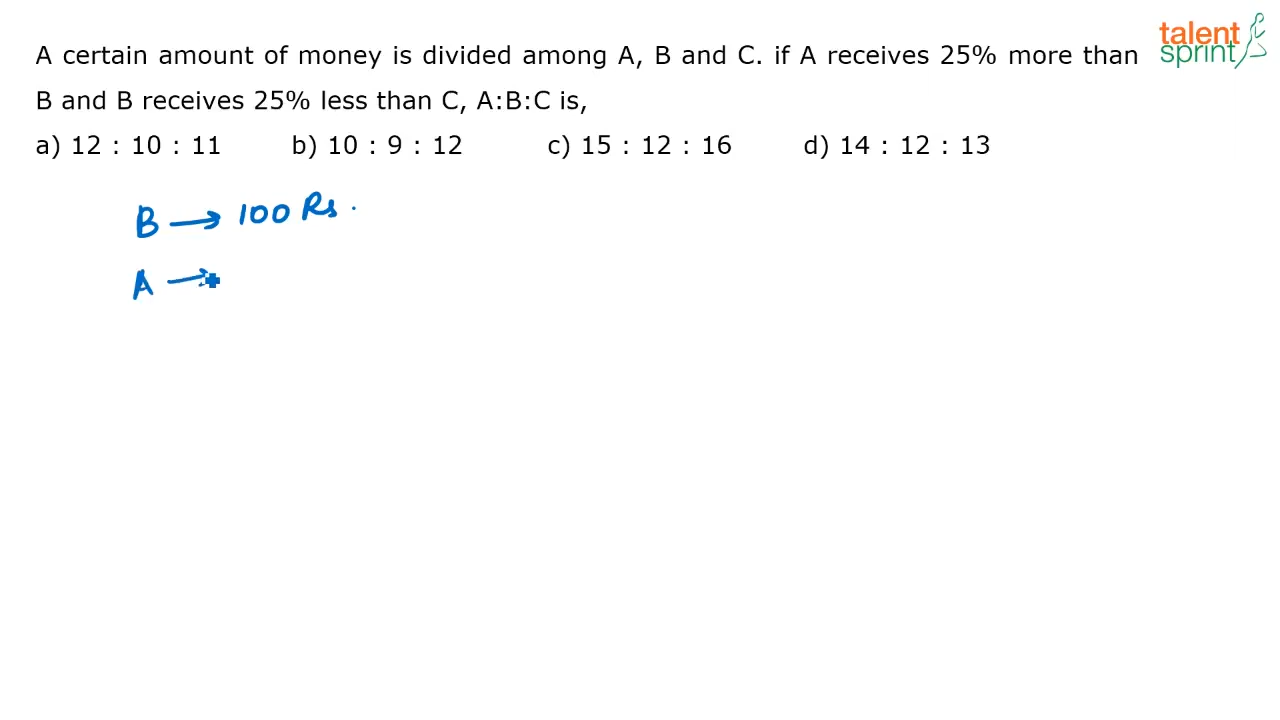 talent
sprint
A certain amount of money is divided among A, B and C. if A receives 25% more than
B and B receives 25% less than C, A:B:C is,
a) 12 : 10 : 11 b) 10 : 9 : 12 c) 15 : 12 : 16 d) 14 : 12 : 13
B → 100 Rs.
A →